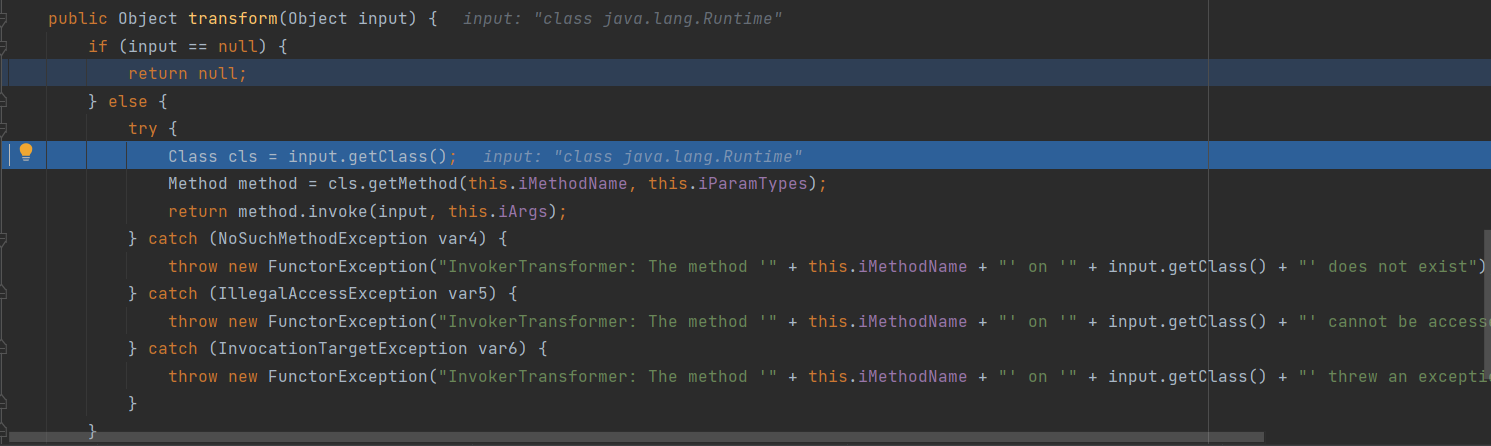 public Object transform(Object input) { input: "class java.lang.Runtime"
if (input == null) {
return null;
} else {
try {
Class cls = input.getClass(); input: "class java.lang.Runtime"
Method method = cls.getMethod(this.iMethodName, this.iParamTypes);
return method.invoke(input, this.iArgs);
} catch (NoSuchMethodException var4) {
throw new FunctorException("InvokerTransformer: The method '" + this.iMethodName + "' on '" + input.getClass() + "' does not exist")
} catch (IllegalAccessException var5) {
throw new FunctorException("InvokerTransformer: The method '" + this.iMethodName + "' on '" + input.getClass() + "' cannot be accesse
} catch (InvocationTargetException var6) {
throw new FunctorException("InvokerTransformer: The method '" + this.iMethodName + "' on '" + input.getClass() + "' threw an excepti
}
}